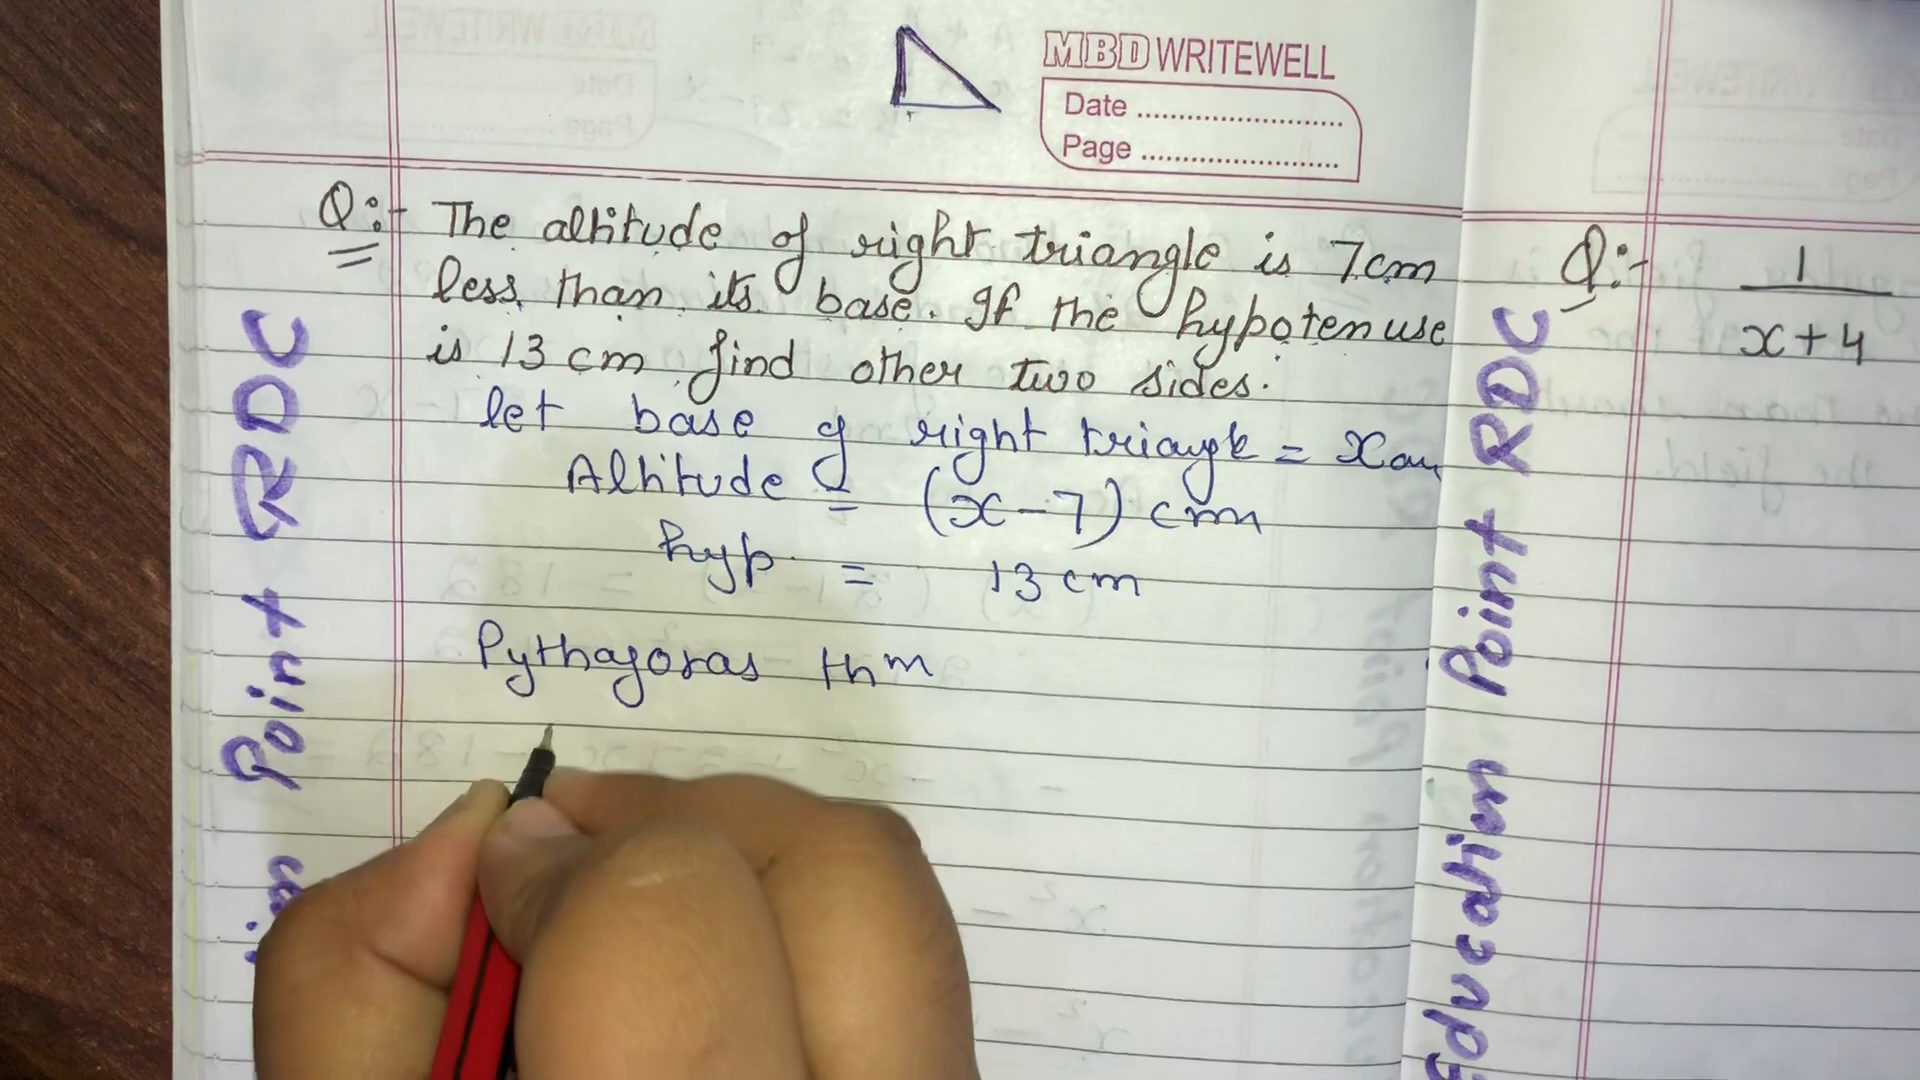 MBD WRITEWELL
Date
Page
Q:- The altitude of right triangle is 7cm
less than its base. If the hypotenuse
is 13 cm find other two sides.
let base of right triangle = x cm
Altitude = (x-7) cm
hyp = 13 cm
Pythagoras thm
Point RDC
Education Point RDC
Q:- 1
x+4